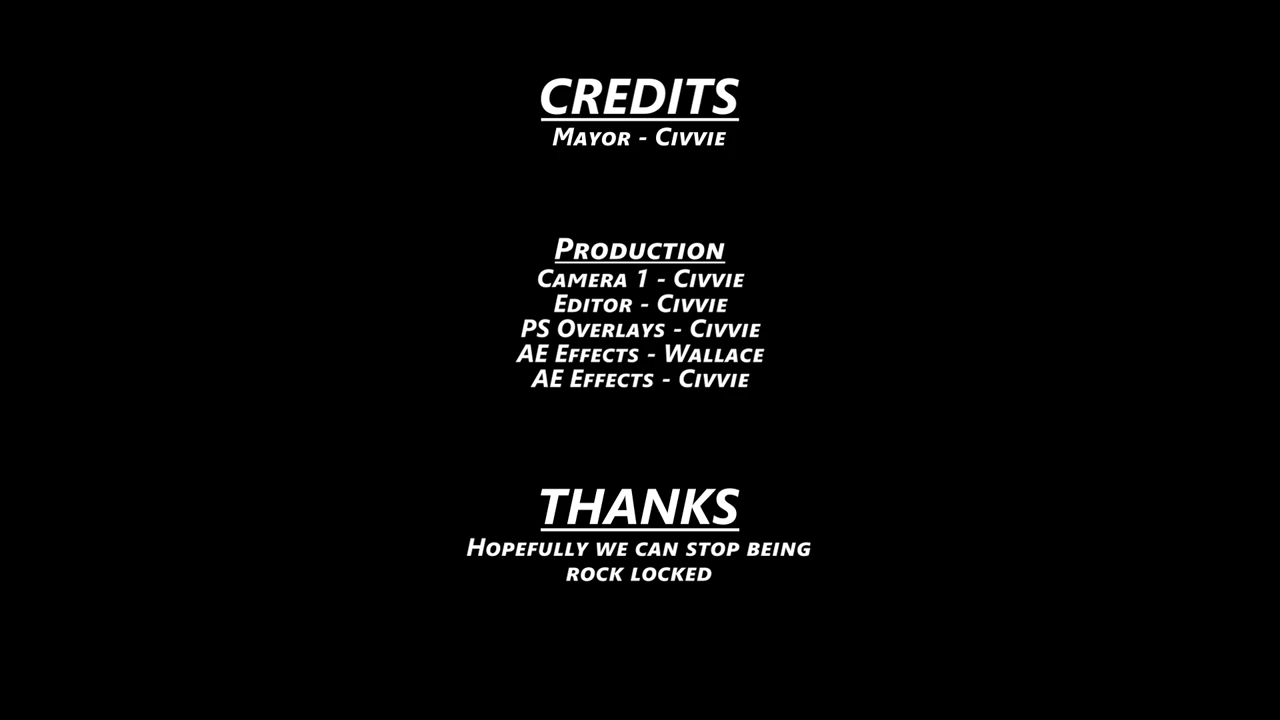 CREDITS
Mayor - Civvie
Production
Camera 1 - Civvie
Editor - Civvie
PS Overlays - Civvie
AE Effects - Wallace
AE Effects - Civvie
THANKS
Hopefully we can stop being
rock locked